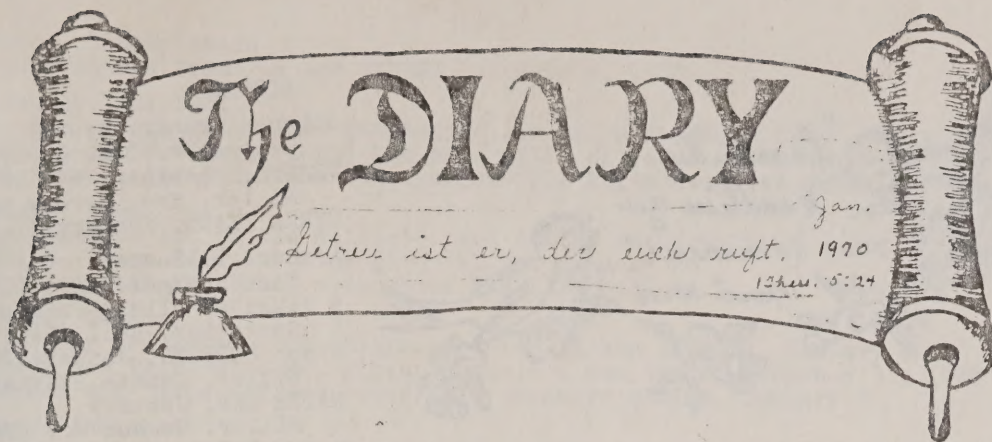 The DIARY
Jan.
Getreu ist er, der euch ruft. 1970
1 Thess. 5:24